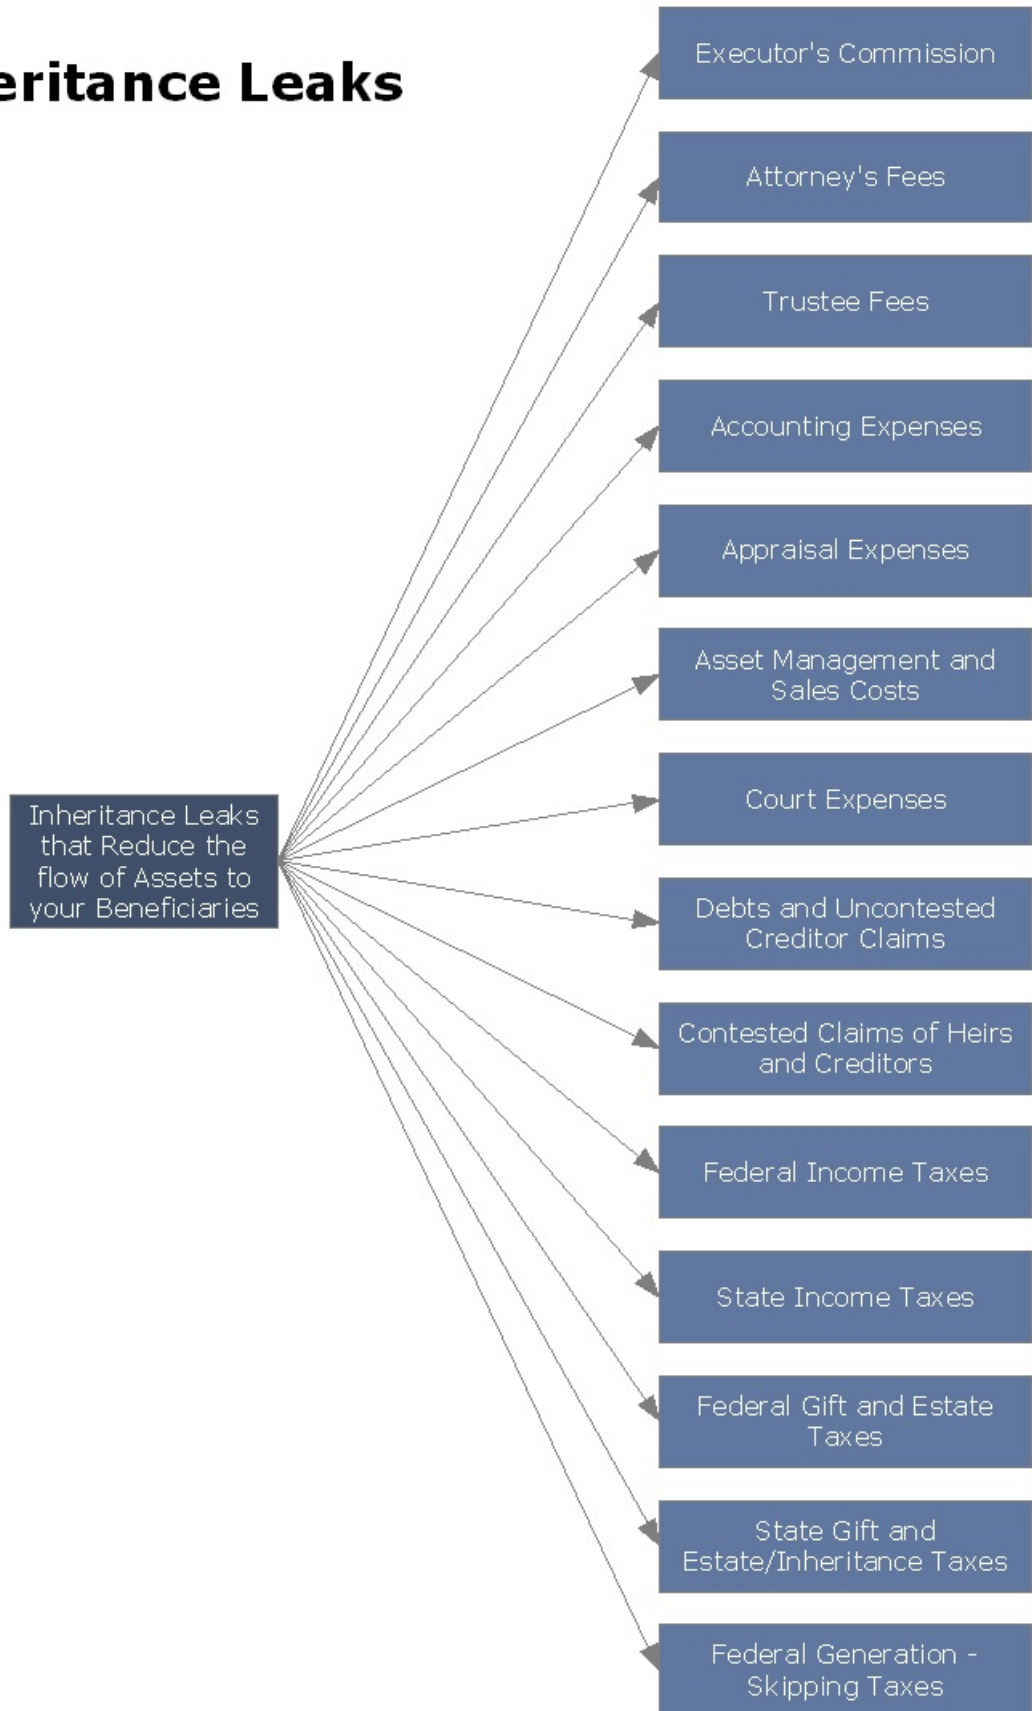 eritance Leaks
Executor's Commission
Attorney's Fees
Trustee Fees
Accounting Expenses
Appraisal Expenses
Asset Management and
Sales Costs
Inheritance Leaks
that Reduce the
flow of Assets to
your Beneficiaries
Court Expenses
Debts and Uncontested
Creditor Claims
Contested Claims of Heirs
and Creditors
Federal Income Taxes
State Income Taxes
Federal Gift and Estate
Taxes
State Gift and
Estate/Inheritance Taxes
Federal Generation -
Skipping Taxes